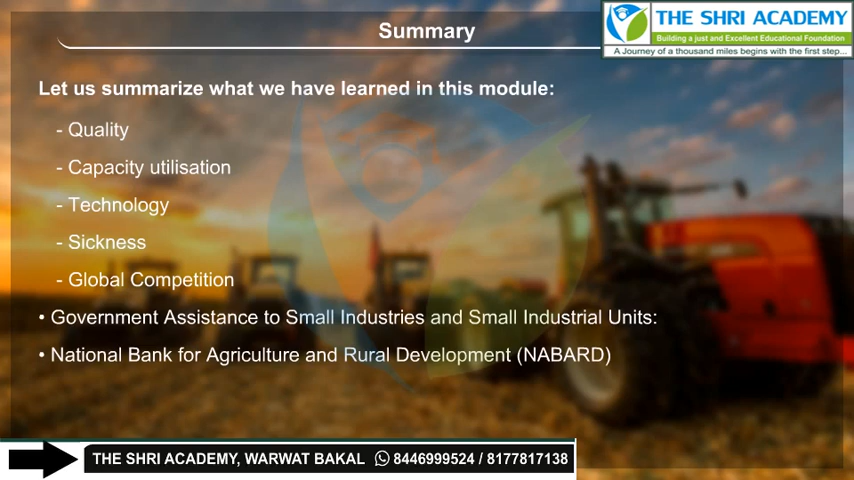 Summary
THE SHRI ACADEMY
Building a just and Excellent Educational Foundation
A Journey of a thousand miles begins with the first step...
Let us summarize what we have learned in this module:
- Quality
- Capacity utilisation
- Technology
- Sickness
- Global Competition
• Government Assistance to Small Industries and Small Industrial Units:
• National Bank for Agriculture and Rural Development (NABARD)
THE SHRI ACADEMY, WARWAT BAKAL 8446999524 / 8177817138